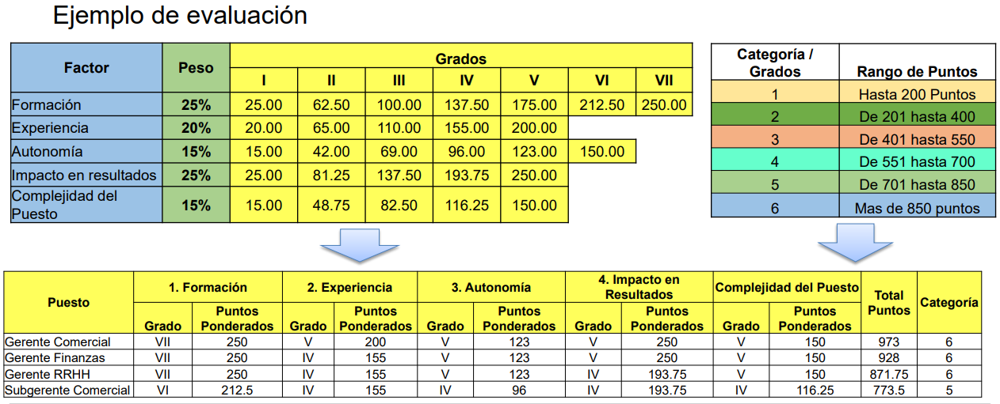 Ejemplo de evaluación
Factor Peso Grados
I II III IV V VI VII
Formación 25% 25.00 62.50 100.00 137.50 175.00 212.50 250.00
Experiencia 20% 20.00 65.00 110.00 155.00 200.00
Autonomía 15% 15.00 42.00 69.00 96.00 123.00 150.00
Impacto en resultados 25% 25.00 81.25 137.50 193.75 250.00
Complejidad del
Puesto 15% 15.00 48.75 82.50 116.25 150.00
Categoría /
Grados Rango de Puntos
1 Hasta 200 Puntos
2 De 201 hasta 400
3 De 401 hasta 550
4 De 551 hasta 700
5 De 701 hasta 850
6 Mas de 850 puntos
Puesto 1. Formación 2. Experiencia 3. Autonomía 4. Impacto en
Resultados Complejidad del Puesto Total
Puntos Categoría
Grado Puntos
Ponderados Grado Puntos
Ponderados Grado Puntos
Ponderados Grado Puntos
Ponderados Grado Puntos
Ponderados
Gerente Comercial VII 250 V 200 V 123 V 250 V 150 973 6
Gerente Finanzas VII 250 IV 155 V 123 V 250 V 150 928 6
Gerente RRHH VII 250 IV 155 V 123 IV 193.75 V 150 871.75 6
Subgerente Comercial VI 212.5 IV 155 IV 96 IV 193.75 IV 116.25 773.5 5